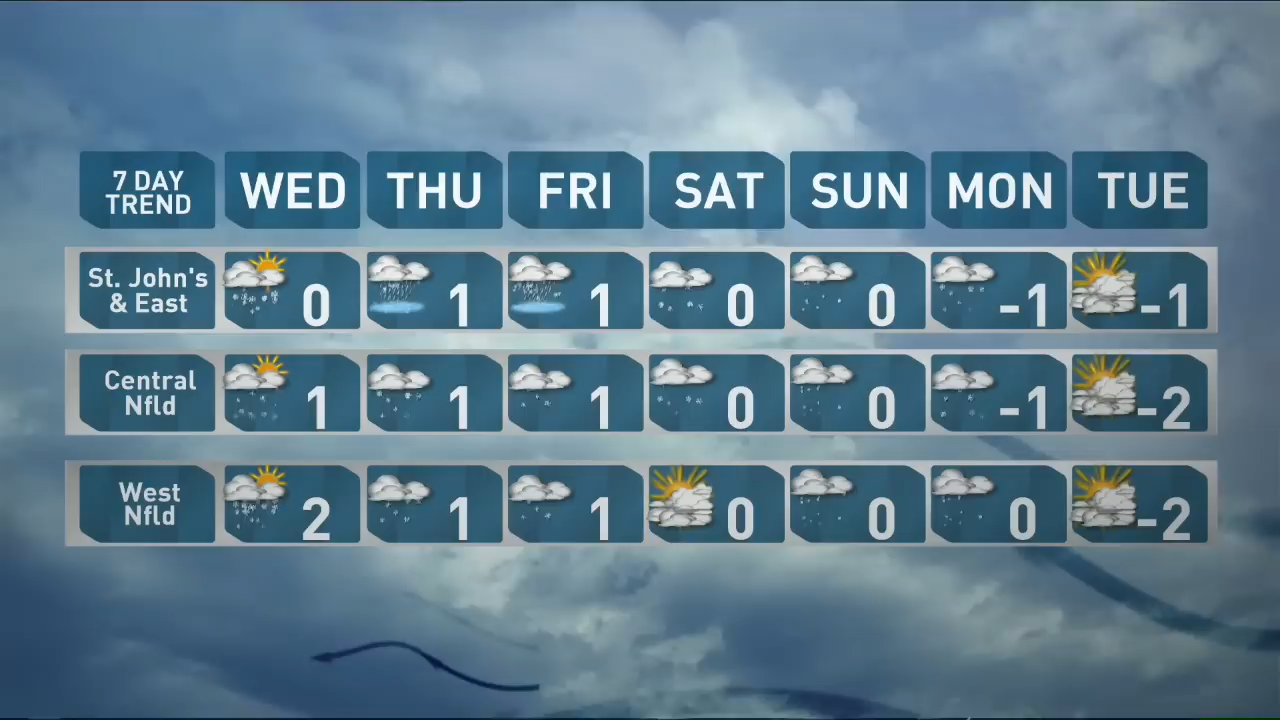 7 DAY
TREND
WED THU FRI SAT SUN MON TUE
St. John's
& East
0 1 1 0 0 -1 -1
Central
Nfld
1 1 1 0 0 -1 -2
West
Nfld
2 1 1 0 0 0 -2